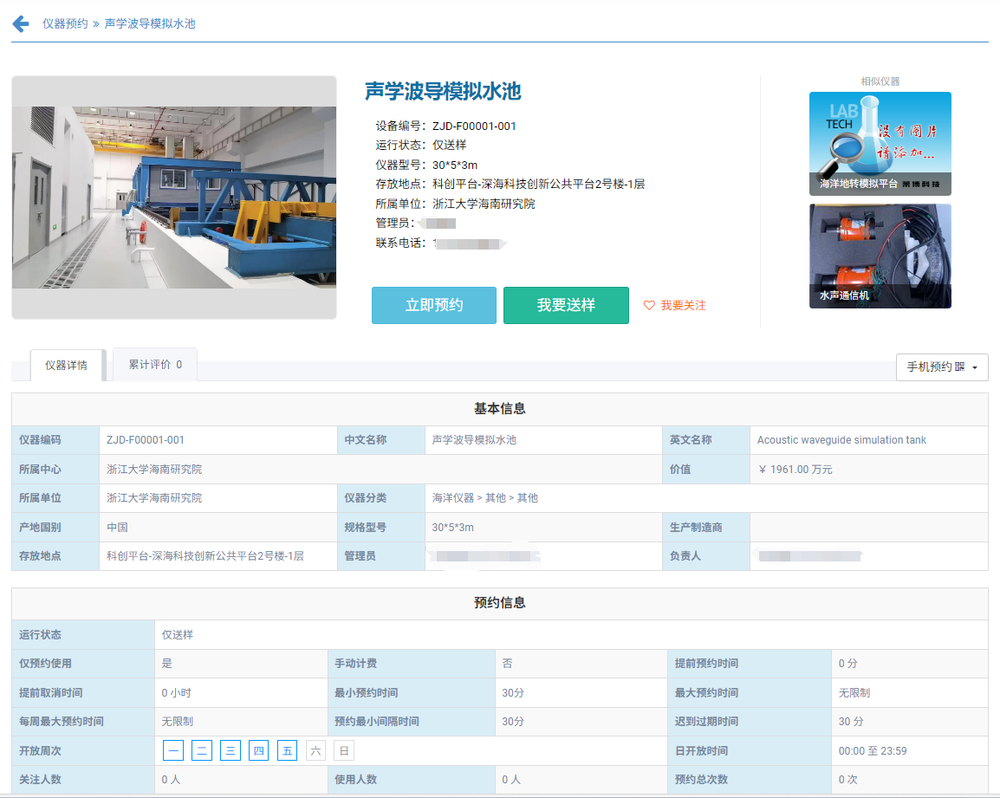 仪器预约 » 声学波导模拟水池
声学波导模拟水池
设备编号：ZJD-F00001-001
运行状态：仅送样
仪器型号：30*5*3m
存放地点：科创平台-深海科技创新公共平台2号楼-1层
所属单位：浙江大学海南研究院
管理员：
联系电话：
立即预约 我要送样 我要关注
相似仪器
LAB
TECH
没有图片
请添加...
海洋地转模拟平台 莱博科技
水声通信机
仪器详情 累计评价 0 手机预约
基本信息
仪器编码 ZJD-F00001-001 中文名称 声学波导模拟水池 英文名称 Acoustic waveguide simulation tank
所属中心 浙江大学海南研究院 价值 ￥ 1961.00 万元
所属单位 浙江大学海南研究院 仪器分类 海洋仪器 > 其他 > 其他
产地国别 中国 规格型号 30*5*3m 生产制造商
存放地点 科创平台-深海科技创新公共平台2号楼-1层 管理员 负责人
预约信息
运行状态 仅送样
仅预约使用 是 手动计费 否 提前预约时间 0 分
提前取消时间 0 小时 最小预约时间 30分 最大预约时间 无限制
每周最大预约时间 无限制 预约最小间隔时间 30分 迟到过期时间 30 分
开放周次 一 二 三 四 五 六 日 日开放时间 00:00 至 23:59
关注人数 0 人 使用人数 0 人 预约总次数 0 次